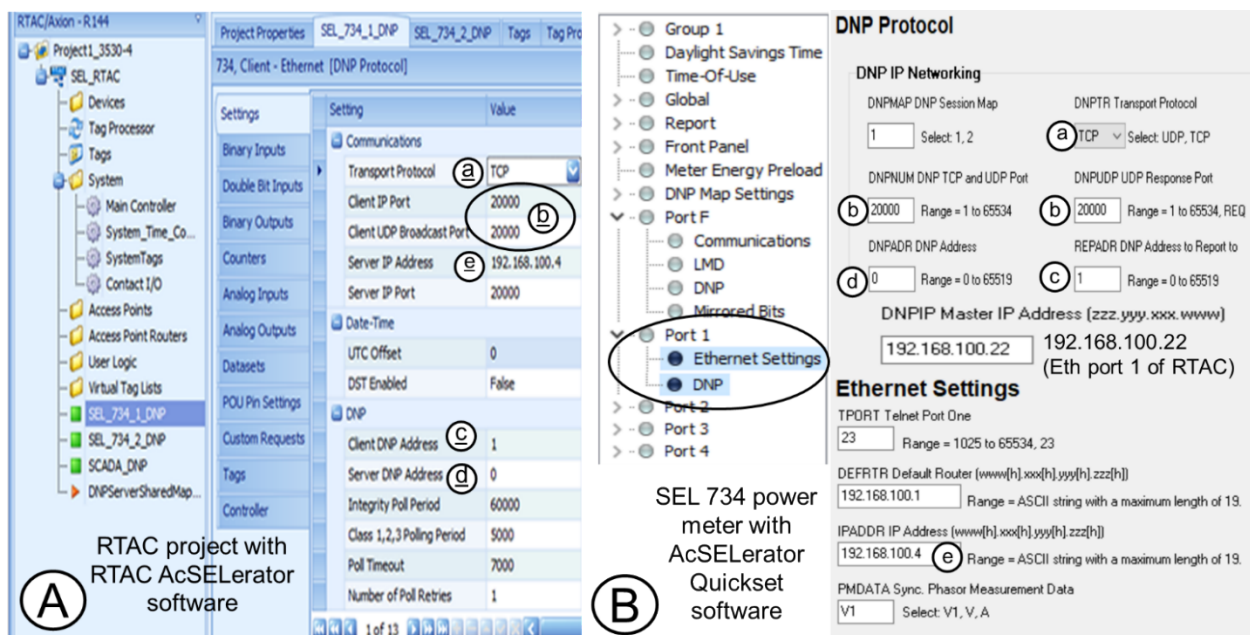 RTAC/Axion - R144
Project1_3530-4
SEL_RTAC
Devices
Tag Processor
Tags
System
Main Controller
System_Time_Co...
SystemTags
Contact I/O
Access Points
Access Point Routers
User Logic
Virtual Tag Lists
SEL_734_1_DNP
SEL_734_2_DNP
SCADA_DNP
DNPServerSharedMap...
RTAC project with
RTAC AcSELerator
software
A
Project Properties SEL_734_1_DNP SEL_734_2_DNP Tags Tag Pro
734, Client - Ethernet [DNP Protocol]
Settings
Binary Inputs
Double Bit Inputs
Binary Outputs
Counters
Analog Inputs
Analog Outputs
Datasets
POU Pin Settings
Custom Requests
Tags
Controller
Setting Value
Communications
Transport Protocol a TCP
Client IP Port 20000
b
Client UDP Broadcast Port 20000
Server IP Address e 192.168.100.4
Server IP Port 20000
Date-Time
UTC Offset 0
DST Enabled False
DNP
Client DNP Address c 1
Server DNP Address d 0
Integrity Poll Period 60000
Class 1,2,3 Polling Period 5000
Poll Timeout 7000
Number of Poll Retries 1
1 of 13
Group 1
Daylight Savings Time
Time-Of-Use
Global
Report
Front Panel
Meter Energy Preload
DNP Map Settings
Port F
Communications
LMD
DNP
Mirrored Bits
Port 1
Ethernet Settings
DNP
Port 2
Port 3
Port 4
SEL 734 power
meter with
AcSELerator
Quickset
software
B
DNP Protocol
DNP IP Networking
DNPMAP DNP Session Map DNPTR Transport Protocol
1 Select: 1, 2 a TCP Select: UDP, TCP
DNPNUM DNP TCP and UDP Port DNPUDP UDP Response Port
b 20000 Range = 1 to 65534 b 20000 Range = 1 to 65534, REQ
DNPADR DNP Address REPADR DNP Address to Report to
d 0 Range = 0 to 65519 c 1 Range = 0 to 65519
DNPIP Master IP Address (zzz.yyy.xxx.www)
192.168.100.22 192.168.100.22
(Eth port 1 of RTAC)
Ethernet Settings
TPORT Telnet Port One
23 Range = 1025 to 65534, 23
DEFRTR Default Router (www[h].xxx[h].yyy[h].zzz[h])
192.168.100.1 Range = ASCII string with a maximum length of 19.
IPADDR IP Address (www[h].xxx[h].yyy[h].zzz[h])
192.168.100.4 e Range = ASCII string with a maximum length of 19.
PMDATA Sync. Phasor Measurement Data
V1 Select: V1, V, A